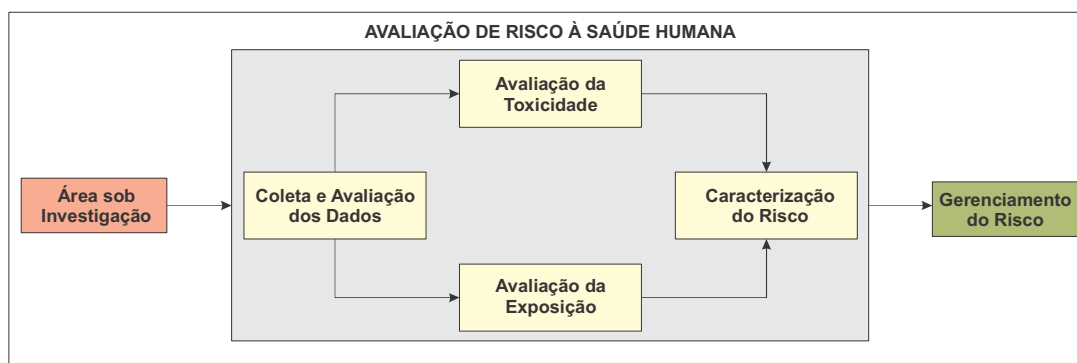 AVALIAÇÃO DE RISCO À SAÚDE HUMANA
Área sob
Investigação
Coleta e Avaliação
dos Dados
Avaliação da
Toxicidade
Avaliação da
Exposição
Caracterização
do Risco
Gerenciamento
do Risco